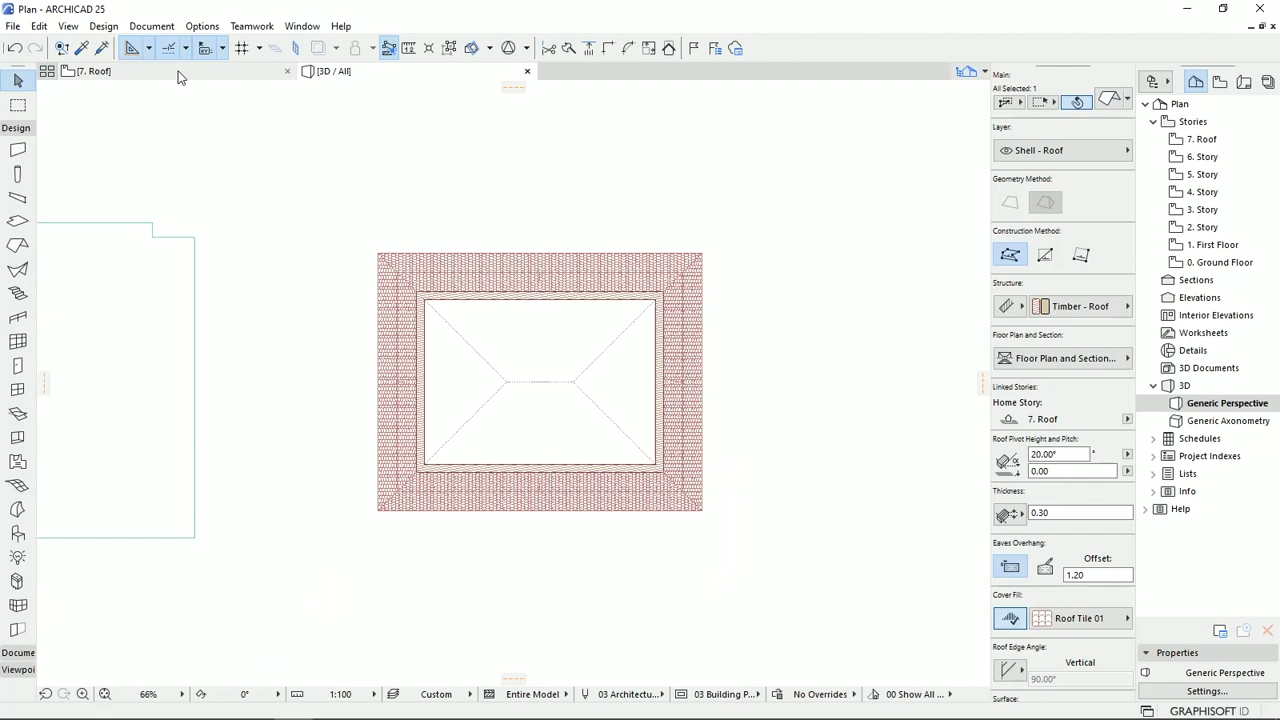 Plan - ARCHICAD 25
File Edit View Design Document Options Teamwork Window Help
[7. Roof]
[3D / All]
Design
Docume
Viewpoi
66%
0°
1:100
Custom
Entire Model
03 Architectu...
03 Building P...
No Overrides
00 Show All ...
Main:
All Selected: 1
Layer:
Shell - Roof
Geometry Method:
Construction Method:
Structure:
Timber - Roof
Floor Plan and Section:
Floor Plan and Section...
Linked Stories:
Home Story:
7. Roof
Roof Pivot Height and Pitch:
20.00°
0.00
Thickness:
0.30
Eaves Overhang:
Offset:
1.20
Cover Fill:
Roof Tile 01
Roof Edge Angle:
Vertical
90.00°
Surface:
Plan
Stories
7. Roof
6. Story
5. Story
4. Story
3. Story
2. Story
1. First Floor
0. Ground Floor
Sections
Elevations
Interior Elevations
Worksheets
Details
3D Documents
3D
Generic Perspective
Generic Axonometry
Schedules
Project Indexes
Lists
Info
Help
Properties
Generic Perspective
Settings...
GRAPHISOFT ID